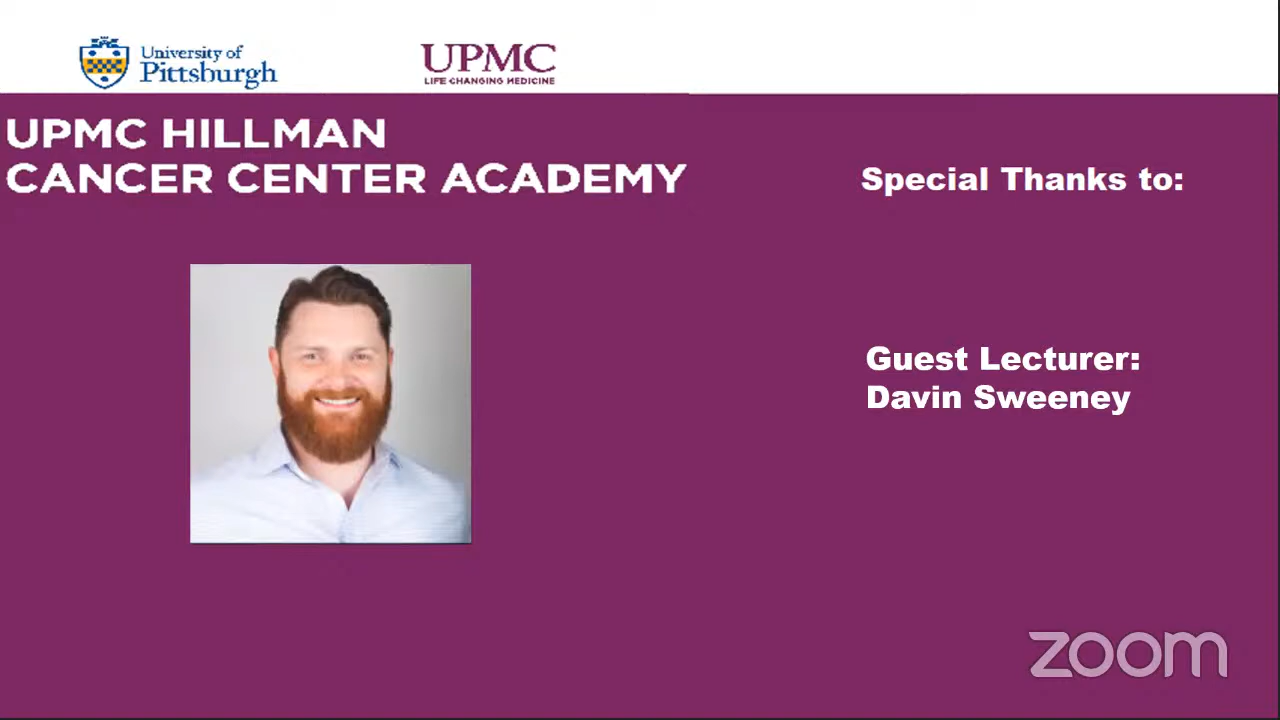 University of
Pittsburgh
UPMC
LIFE CHANGING MEDICINE
UPMC HILLMAN
CANCER CENTER ACADEMY
Special Thanks to:
Guest Lecturer:
Davin Sweeney
zoom